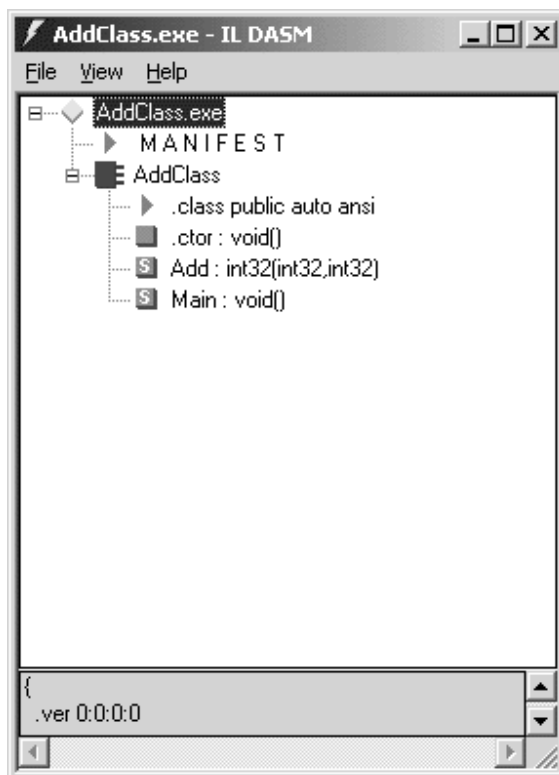 AddClass.exe - IL DASM
File View Help
AddClass.exe
M A N I F E S T
AddClass
.class public auto ansi
.ctor : void()
S Add : int32(int32,int32)
S Main : void()
{
.ver 0:0:0:0